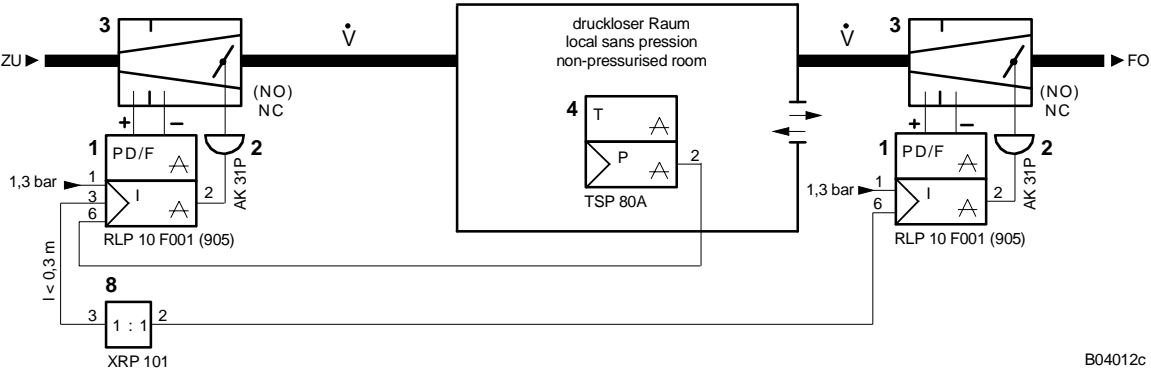 3
V̇
druckloser Raum
local sans pression
non-pressurised room
V̇
3
ZU
FO
(NO)
NC
(NO)
NC
4
T
P
2
TSP 80A
+
–
1
PD/F
2
AK 31P
1,3 bar
1
3
6
I
2
RLP 10 F001 (905)
+
–
1
PD/F
2
AK 31P
1,3 bar
1
6
I
2
RLP 10 F001 (905)
l < 0,3 m
8
3
1 : 1
2
XRP 101
B04012c